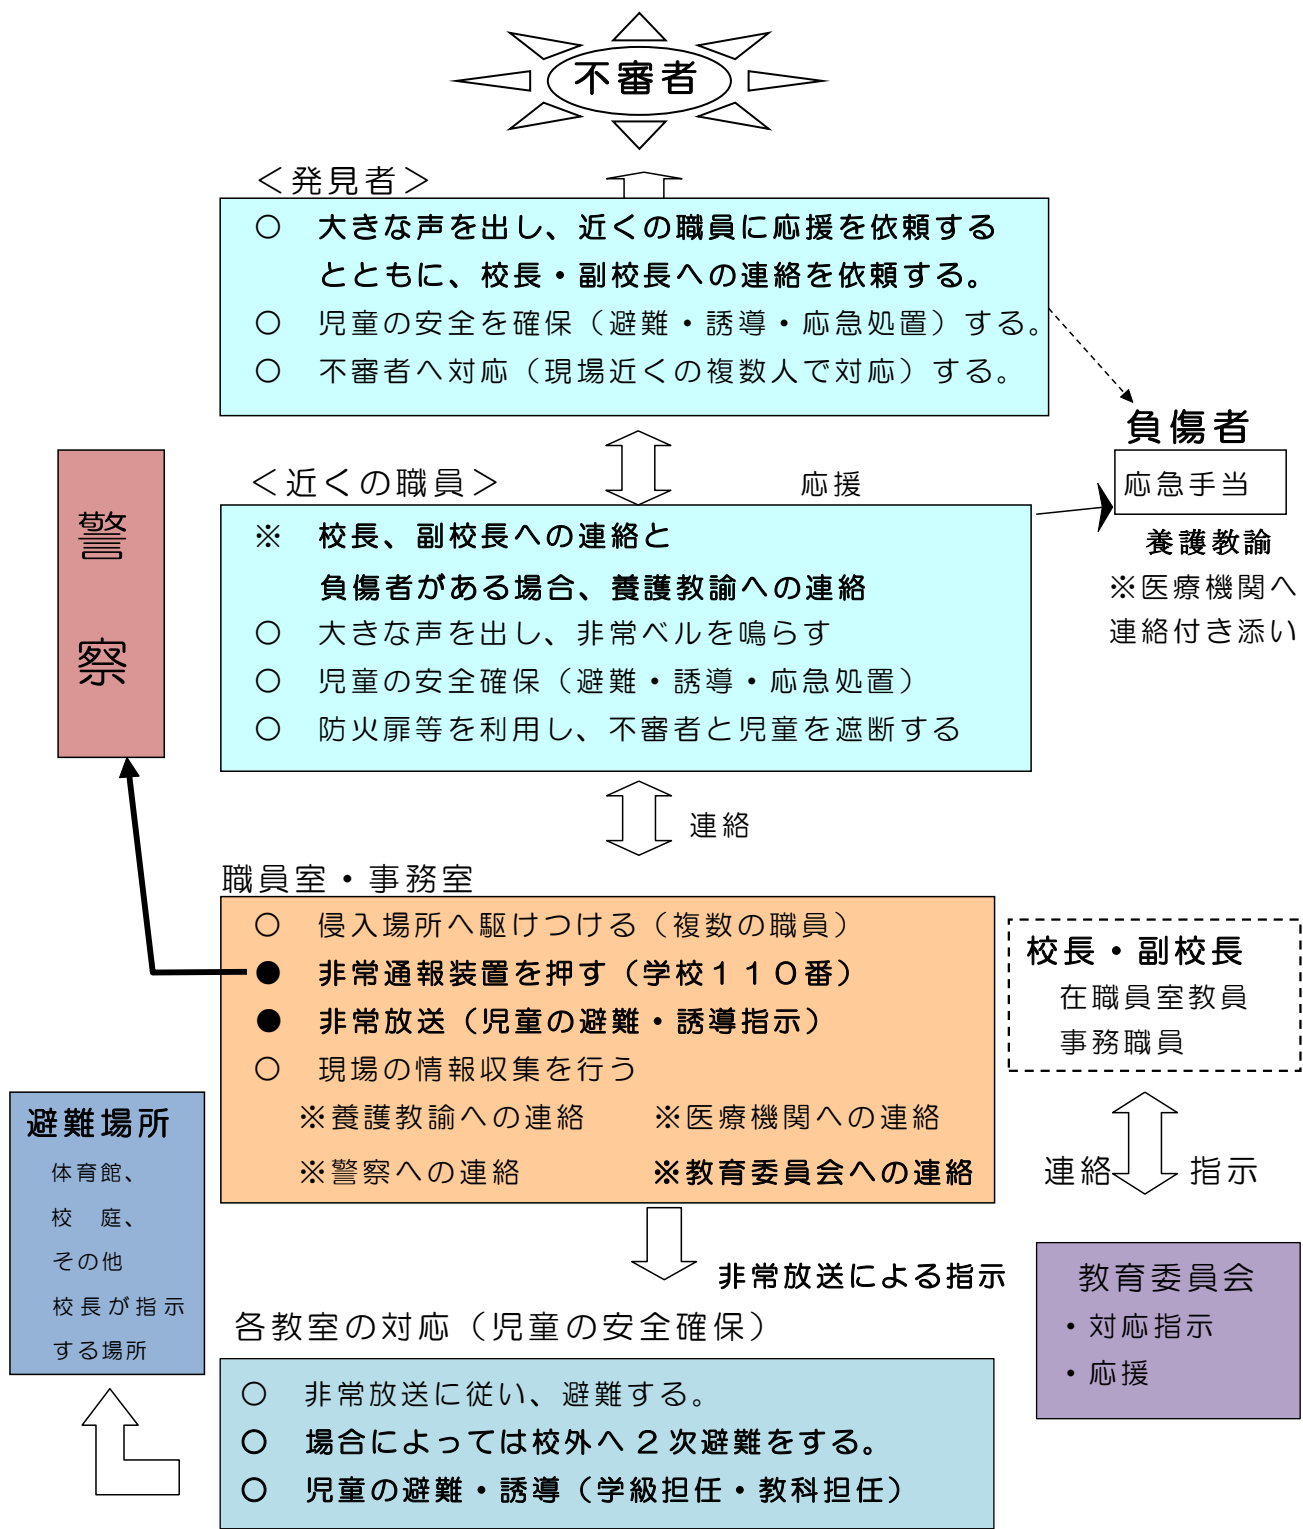 不審者
＜発見者＞
○ 大きな声を出し、近くの職員に応援を依頼する
とともに、校長・副校長への連絡を依頼する。
○ 児童の安全を確保（避難・誘導・応急処置）する。
○ 不審者へ対応（現場近くの複数人で対応）する。
負傷者
応急手当
養護教諭
※医療機関へ
連絡付き添い
警
察
＜近くの職員＞
応援
※ 校長、副校長への連絡と
負傷者がある場合、養護教諭への連絡
○ 大きな声を出し、非常ベルを鳴らす
○ 児童の安全確保（避難・誘導・応急処置）
○ 防火扉等を利用し、不審者と児童を遮断する
連絡
職員室・事務室
○ 侵入場所へ駆けつける（複数の職員）
● 非常通報装置を押す（学校１１０番）
● 非常放送（児童の避難・誘導指示）
○ 現場の情報収集を行う
※養護教諭への連絡 ※医療機関への連絡
※警察への連絡 ※教育委員会への連絡
校長・副校長
在職員室教員
事務職員
連絡 指示
教育委員会
・対応指示
・応援
避難場所
体育館、
校　庭、
その他
校長が指示
する場所
非常放送による指示
各教室の対応（児童の安全確保）
○ 非常放送に従い、避難する。
○ 場合によっては校外へ２次避難をする。
○ 児童の避難・誘導（学級担任・教科担任）